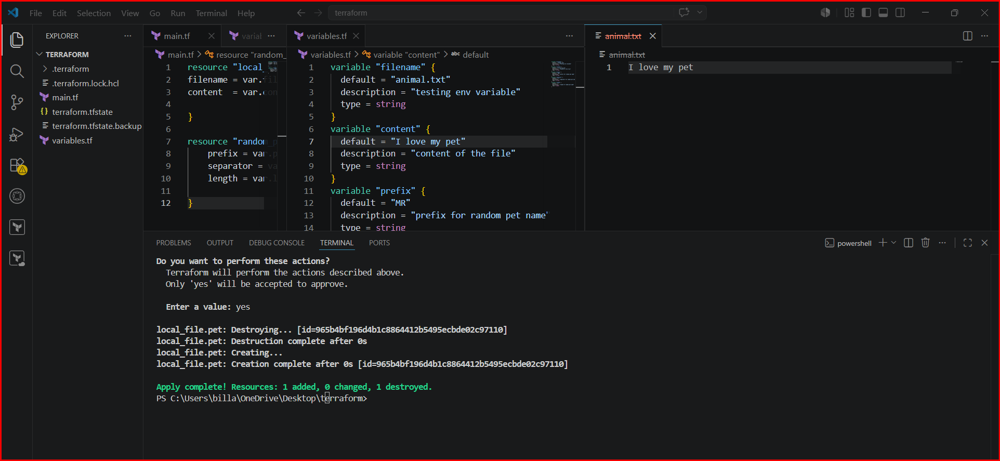 File Edit Selection View Go Run Terminal Help
terraform
EXPLORER
TERRAFORM
.terraform
.terraform.lock.hcl
main.tf
terraform.tfstate
terraform.tfstate.backup
variables.tf
main.tf
variab
main.tf > resource "random_
1 resource "local_
2 filename = var.fil
3 content  = var.con
4
5 }
6
7 resource "random_p
8 prefix = var.p
9 separator = va
10 length = var.l
11
12 }
variables.tf
variables.tf > variable "content" > abc default
1 variable "filename" {
2 default = "animal.txt"
3 description = "testing env variable"
4 type = string
5 }
6 variable "content" {
7 default = "I love my pet"
8 description = "content of the file"
9 type = string
10 }
11 variable "prefix" {
12 default = "MR"
13 description = "prefix for random pet name"
14 type = string
animal.txt
animal.txt
1 I love my pet
PROBLEMS OUTPUT DEBUG CONSOLE TERMINAL PORTS
powershell
Do you want to perform these actions?
Terraform will perform the actions described above.
Only 'yes' will be accepted to approve.
Enter a value: yes
local_file.pet: Destroying... [id=965b4bf196d4b1c8864412b5495ecbde02c97110]
local_file.pet: Destruction complete after 0s
local_file.pet: Creating...
local_file.pet: Creation complete after 0s [id=965b4bf196d4b1c8864412b5495ecbde02c97110]
Apply complete! Resources: 1 added, 0 changed, 1 destroyed.
PS C:\Users\billa\OneDrive\Desktop\terraform>